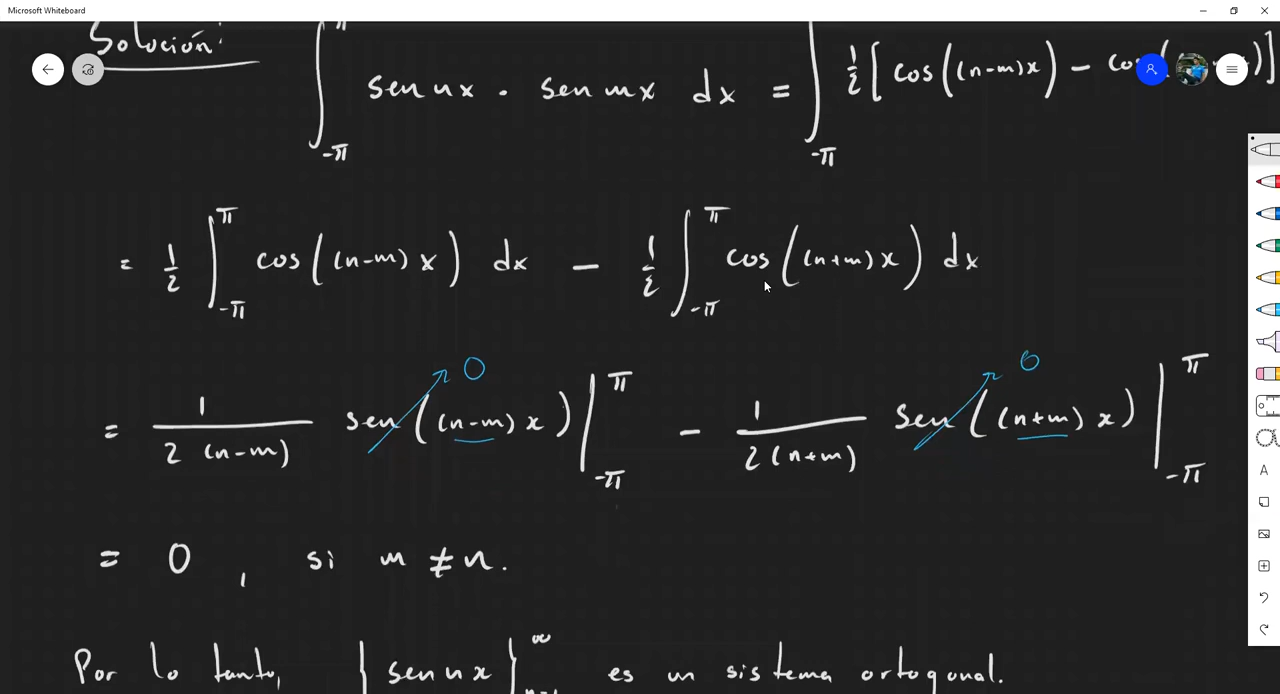 Microsoft Whiteboard
Solución:
∫_{-π}^{π} sen nx · sen mx dx = ∫_{-π} ½[cos((n-m)x) - cos( )]
= ½ ∫_{-π}^{π} cos((n-m)x) dx - ½ ∫_{-π}^{π} cos((n+m)x) dx
= 1/(2(n-m)) sen((n-m)x) |_{-π}^{π} - 1/(2(n+m)) sen((n+m)x) |_{-π}^{π}
0 0
= 0, si m ≠ n.
Por lo tanto, {sen nx}^{∞} es un sistema ortogonal.